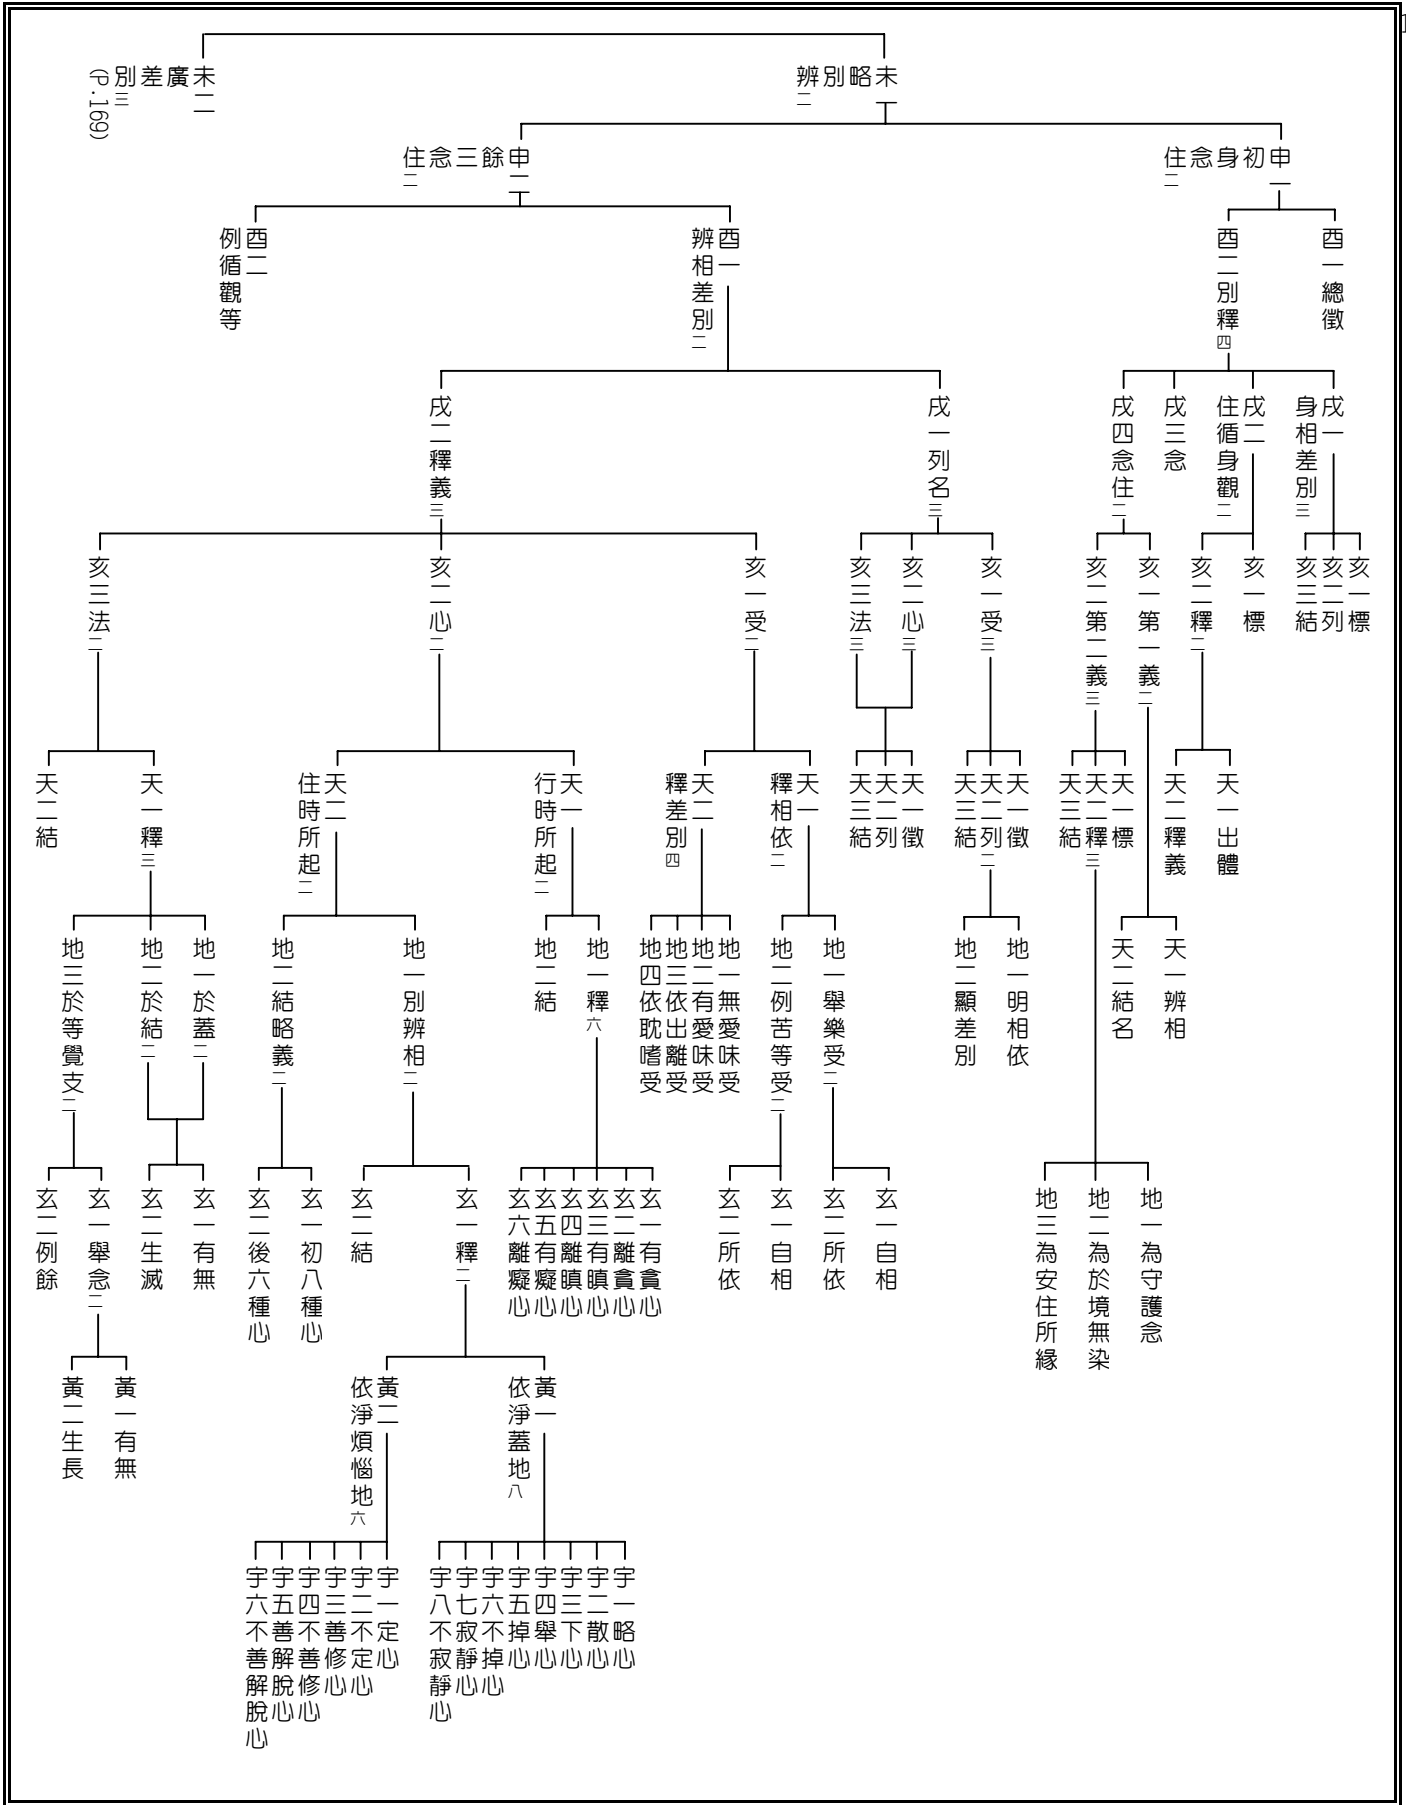 1
未一
略別辨二
未二
廣差別三
(P.169)
申一
初身念住二
申二
餘三念住二
酉一總徵
酉二別釋四
酉一
辨相差別二
酉二
例循觀等
戌一
身相差別三
戌二
住循身觀二
戌三念
戌四念住二
戌一列名三
戌二釋義三
亥一標
亥二列
亥三結
亥一標
亥二釋二
亥一第一義二
亥二第二義三
亥一受三
亥二心三
亥三法三
亥一受二
亥二心二
亥三法二
天一出體
天二釋義
天一標
天二釋三
天三結
天一徵
天二列二
天三結
天一徵
天二列
天三結
天一
釋相依二
天二
釋差別四
天一
行時所起二
天二
住時所起二
天一釋三
天二結
天一辨相
天二結名
地一明相依
地二顯差別
地一舉樂受二
地二例苦等受二
地一無愛味受
地二有愛味受
地三依出離受
地四依耽嗜受
地一釋六
地二結
地一別辨相二
地二結略義二
地一於蓋二
地二於結二
地三於等覺支二
地一為守護念
地二為於境無染
地三為安住所緣
玄一自相
玄二所依
玄一自相
玄二所依
玄一有貪心
玄二離貪心
玄三有瞋心
玄四離瞋心
玄五有癡心
玄六離癡心
玄一釋二
玄二結
玄一初八種心
玄二後六種心
玄一有無
玄二生滅
玄一舉念二
玄二例餘
黃一
依淨蓋地八
黃二
依淨煩惱地六
黃一有無
黃二生長
宇一略心
宇二散心
宇三下心
宇四舉心
宇五掉心
宇六不掉心
宇七寂靜心
宇八不寂靜心
宇一定心
宇二不定心
宇三善修心
宇四不善修心
宇五善解脫心
宇六不善解脫心